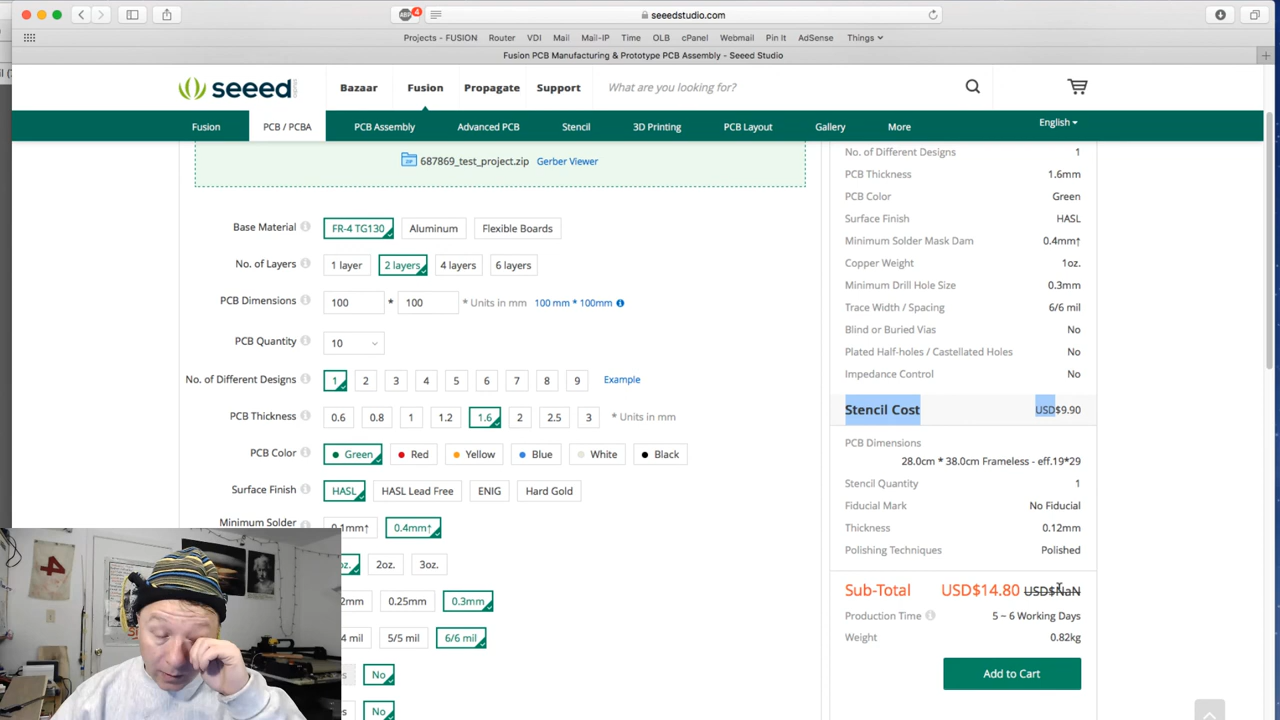 4
seeedstudio.com
Projects - FUSION Router VDI Mail Mail-IP Time OLB cPanel Webmail Pin It AdSense Things
Fusion PCB Manufacturing & Prototype PCB Assembly - Seeed Studio
seeed Bazaar Fusion Propagate Support What are you looking for?
Fusion PCB / PCBA PCB Assembly Advanced PCB Stencil 3D Printing PCB Layout Gallery More English
687869_test_project.zip Gerber Viewer
Base Material FR-4 TG130 Aluminum Flexible Boards
No. of Layers 1 layer 2 layers 4 layers 6 layers
PCB Dimensions 100 * 100 * Units in mm 100 mm * 100mm
PCB Quantity 10
No. of Different Designs 1 2 3 4 5 6 7 8 9 Example
PCB Thickness 0.6 0.8 1 1.2 1.6 2 2.5 3 * Units in mm
PCB Color Green Red Yellow Blue White Black
Surface Finish HASL HASL Lead Free ENIG Hard Gold
Minimum Solder 0.4mm↑
2oz. 3oz.
0.25mm 0.3mm
5/5 mil 6/6 mil
No
No
No. of Different Designs 1
PCB Thickness 1.6mm
PCB Color Green
Surface Finish HASL
Minimum Solder Mask Dam 0.4mm↑
Copper Weight 1oz.
Minimum Drill Hole Size 0.3mm
Trace Width / Spacing 6/6 mil
Blind or Buried Vias No
Plated Half-holes / Castellated Holes No
Impedance Control No
Stencil Cost USD$9.90
PCB Dimensions
28.0cm * 38.0cm Frameless - eff.19*29
Stencil Quantity 1
Fiducial Mark No Fiducial
Thickness 0.12mm
Polishing Techniques Polished
Sub-Total USD$14.80 USD$NaN
Production Time 5 ~ 6 Working Days
Weight 0.82kg
Add to Cart
4